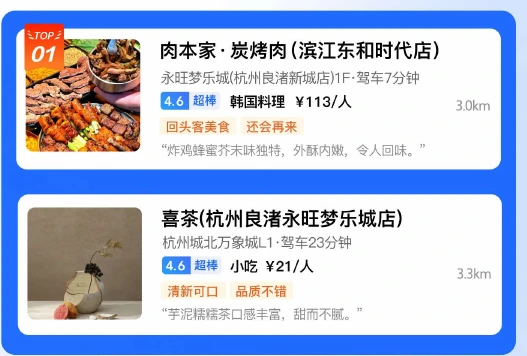 TOP
01
肉本家·炭烤肉(滨江东和时代店)
永旺梦乐城(杭州良渚新城店)1F·驾车7分钟
4.6 超棒 韩国料理 ¥113/人
3.0km
回头客美食 还会再来
“炸鸡蜂蜜芥末味独特，外酥内嫩，令人回味。”
喜茶(杭州良渚永旺梦乐城店)
杭州城北万象城L1·驾车23分钟
4.6 超棒 小吃 ¥21/人
3.3km
清新可口 品质不错
“芋泥糯糯茶口感丰富，甜而不腻。”